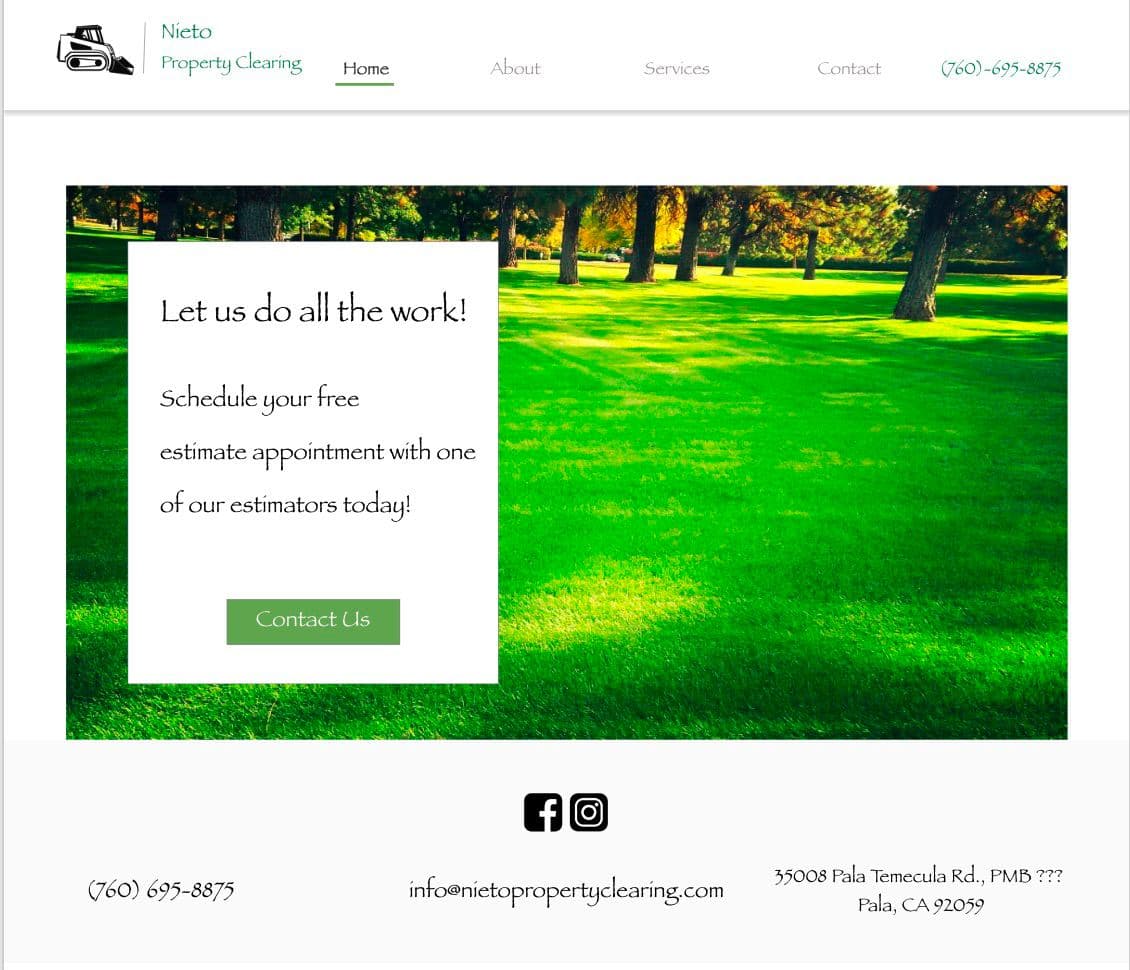 Nieto
Property Clearing
Home
About
Services
Contact
(760)-695-8875
Let us do all the work!
Schedule your free
estimate appointment with one
of our estimators today!
Contact Us
(760) 695-8875
info@nietopropertyclearing.com
35008 Pala Temecula Rd., PMB ???
Pala, CA 92059